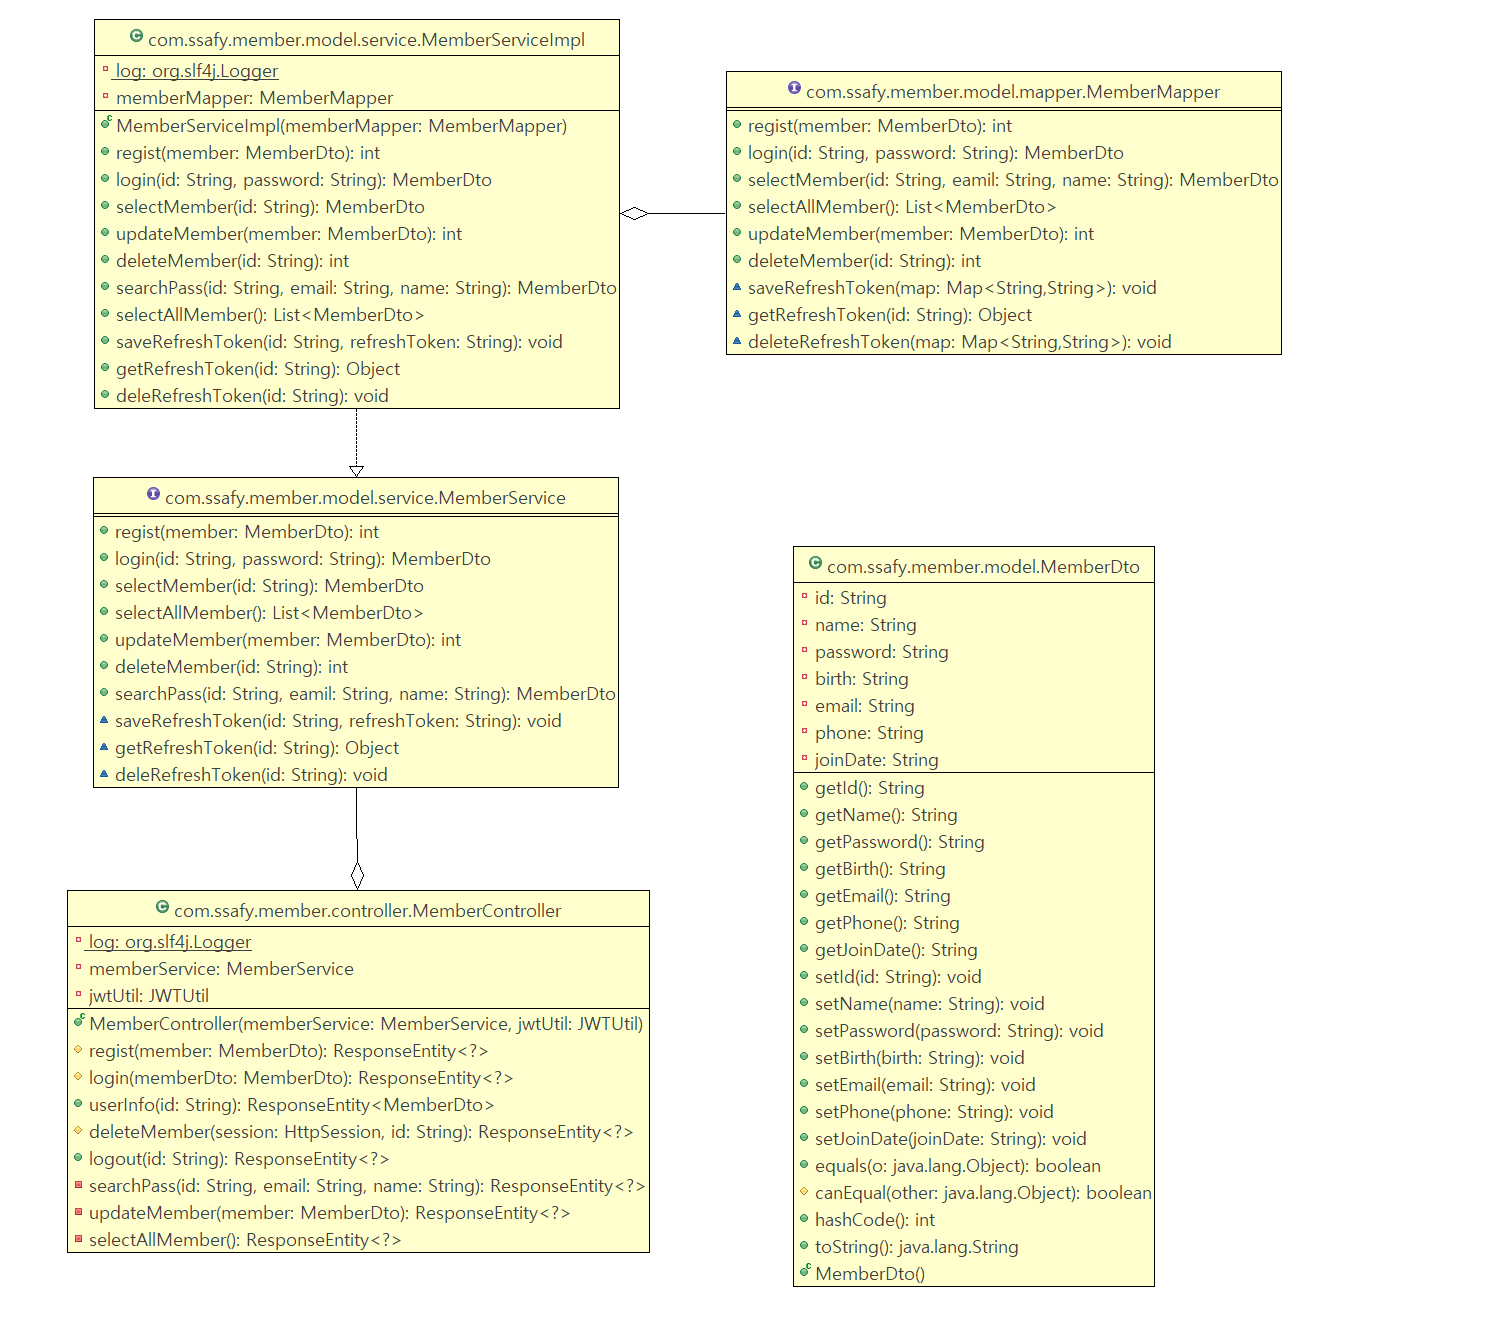 com.ssafy.member.model.service.MemberServiceImpl
log: org.slf4j.Logger
memberMapper: MemberMapper
MemberServiceImpl(memberMapper: MemberMapper)
regist(member: MemberDto): int
login(id: String, password: String): MemberDto
selectMember(id: String): MemberDto
updateMember(member: MemberDto): int
deleteMember(id: String): int
searchPass(id: String, email: String, name: String): MemberDto
selectAllMember(): List<MemberDto>
saveRefreshToken(id: String, refreshToken: String): void
getRefreshToken(id: String): Object
deleRefreshToken(id: String): void
com.ssafy.member.model.mapper.MemberMapper
regist(member: MemberDto): int
login(id: String, password: String): MemberDto
selectMember(id: String, eamil: String, name: String): MemberDto
selectAllMember(): List<MemberDto>
updateMember(member: MemberDto): int
deleteMember(id: String): int
saveRefreshToken(map: Map<String,String>): void
getRefreshToken(id: String): Object
deleteRefreshToken(map: Map<String,String>): void
com.ssafy.member.model.service.MemberService
regist(member: MemberDto): int
login(id: String, password: String): MemberDto
selectMember(id: String): MemberDto
selectAllMember(): List<MemberDto>
updateMember(member: MemberDto): int
deleteMember(id: String): int
searchPass(id: String, eamil: String, name: String): MemberDto
saveRefreshToken(id: String, refreshToken: String): void
getRefreshToken(id: String): Object
deleRefreshToken(id: String): void
com.ssafy.member.model.MemberDto
id: String
name: String
password: String
birth: String
email: String
phone: String
joinDate: String
getId(): String
getName(): String
getPassword(): String
getBirth(): String
getEmail(): String
getPhone(): String
getJoinDate(): String
setId(id: String): void
setName(name: String): void
setPassword(password: String): void
setBirth(birth: String): void
setEmail(email: String): void
setPhone(phone: String): void
setJoinDate(joinDate: String): void
equals(o: java.lang.Object): boolean
canEqual(other: java.lang.Object): boolean
hashCode(): int
toString(): java.lang.String
MemberDto()
com.ssafy.member.controller.MemberController
log: org.slf4j.Logger
memberService: MemberService
jwtUtil: JWTUtil
MemberController(memberService: MemberService, jwtUtil: JWTUtil)
regist(member: MemberDto): ResponseEntity<?>
login(memberDto: MemberDto): ResponseEntity<?>
userInfo(id: String): ResponseEntity<MemberDto>
deleteMember(session: HttpSession, id: String): ResponseEntity<?>
logout(id: String): ResponseEntity<?>
searchPass(id: String, email: String, name: String): ResponseEntity<?>
updateMember(member: MemberDto): ResponseEntity<?>
selectAllMember(): ResponseEntity<?>